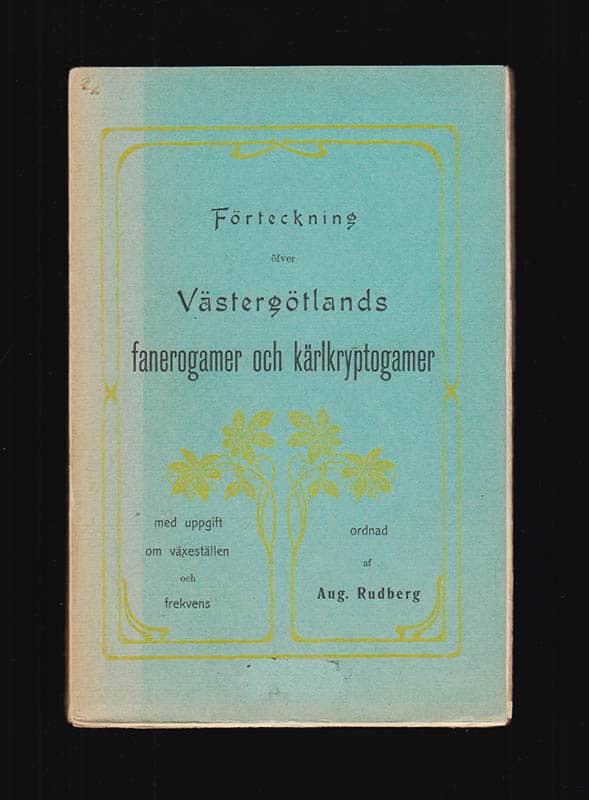 Förteckning
öfver
Västergötlands
fanerogamer och kärlkryptogamer
med uppgift
om växeställen
och
frekvens
ordnad
af
Aug. Rudberg